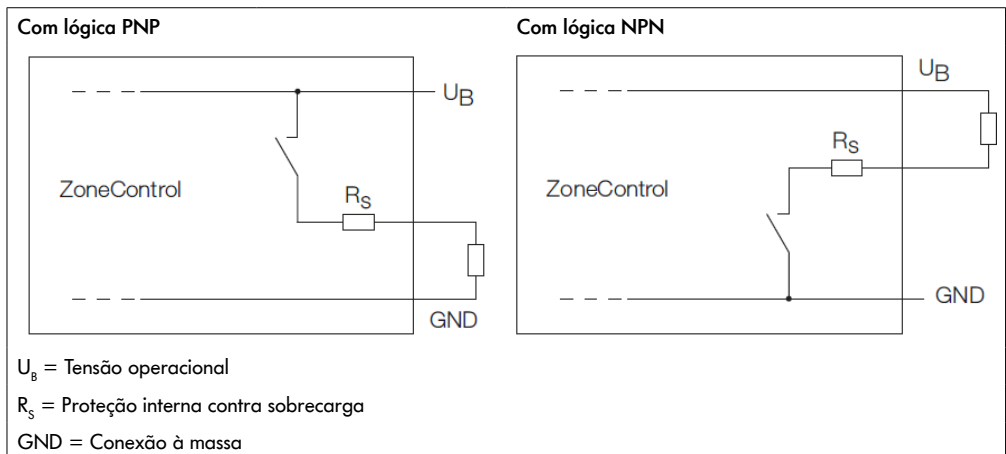 Com lógica PNP
U_B
ZoneControl
R_S
GND
Com lógica NPN
U_B
R_S
ZoneControl
GND
U_B = Tensão operacional
R_S = Proteção interna contra sobrecarga
GND = Conexão à massa